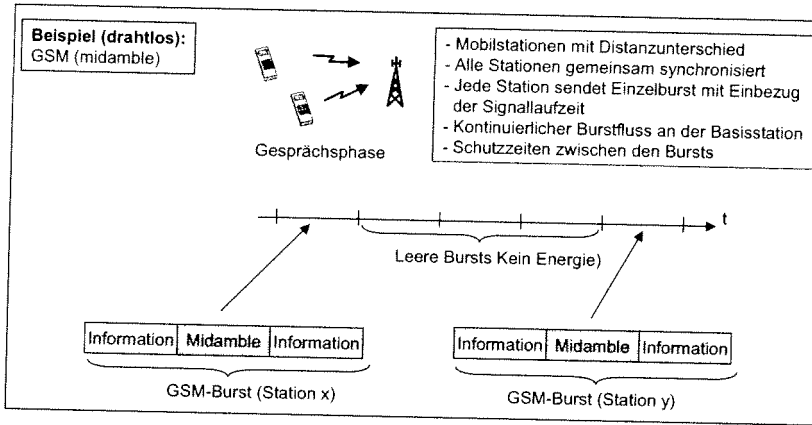 Beispiel (drahtlos):
GSM (midamble)
- Mobilstationen mit Distanzunterschied
- Alle Stationen gemeinsam synchronisiert
- Jede Station sendet Einzelburst mit Einbezug
der Signallaufzeit
- Kontinuierlicher Burstfluss an der Basisstation
- Schutzzeiten zwischen den Bursts
Gesprächsphase
t
Leere Bursts Kein Energie)
Information Midamble Information
Information Midamble Information
GSM-Burst (Station x)
GSM-Burst (Station y)